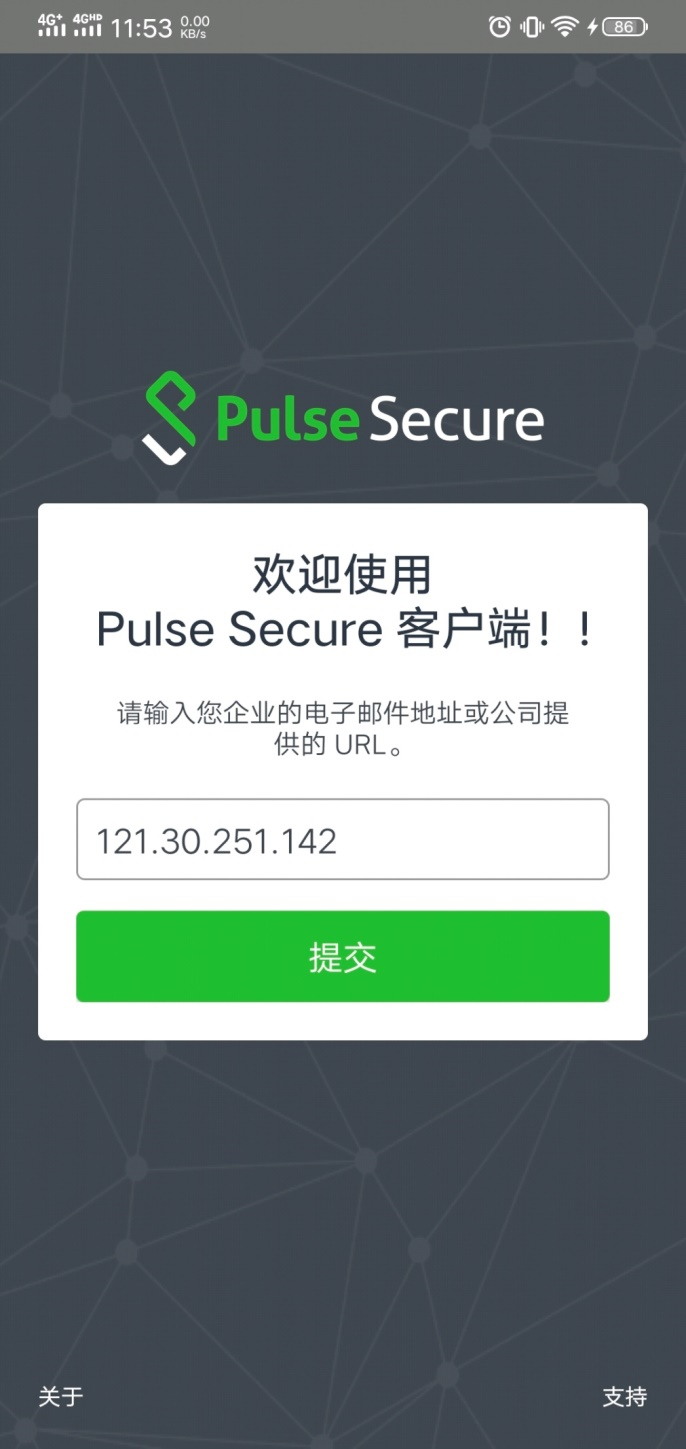 4G+ 4GHD 11:53 0.00 KB/s 86
Pulse Secure
欢迎使用
Pulse Secure 客户端！！
请输入您企业的电子邮件地址或公司提
供的 URL。
121.30.251.142
提交
关于 支持